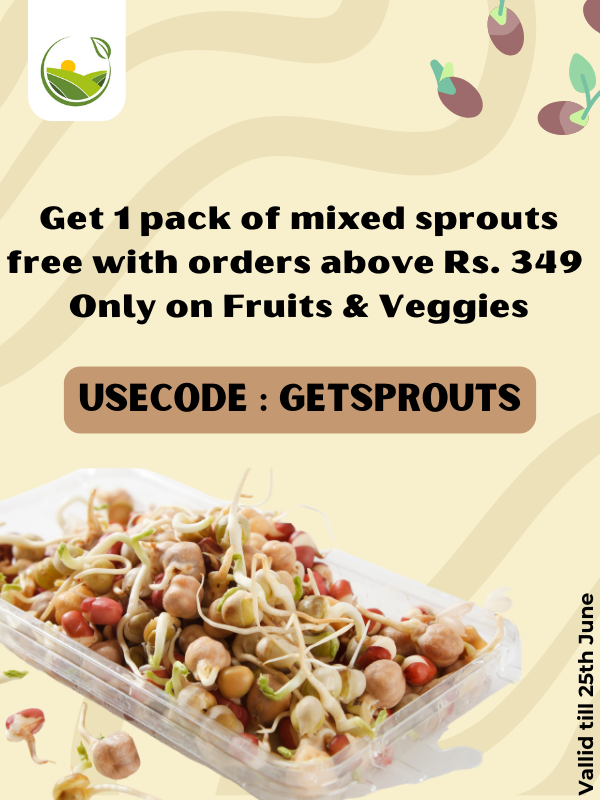 Get 1 pack of mixed sprouts
free with orders above Rs. 349
Only on Fruits & Veggies
USECODE : GETSPROUTS
Vallid till 25th June